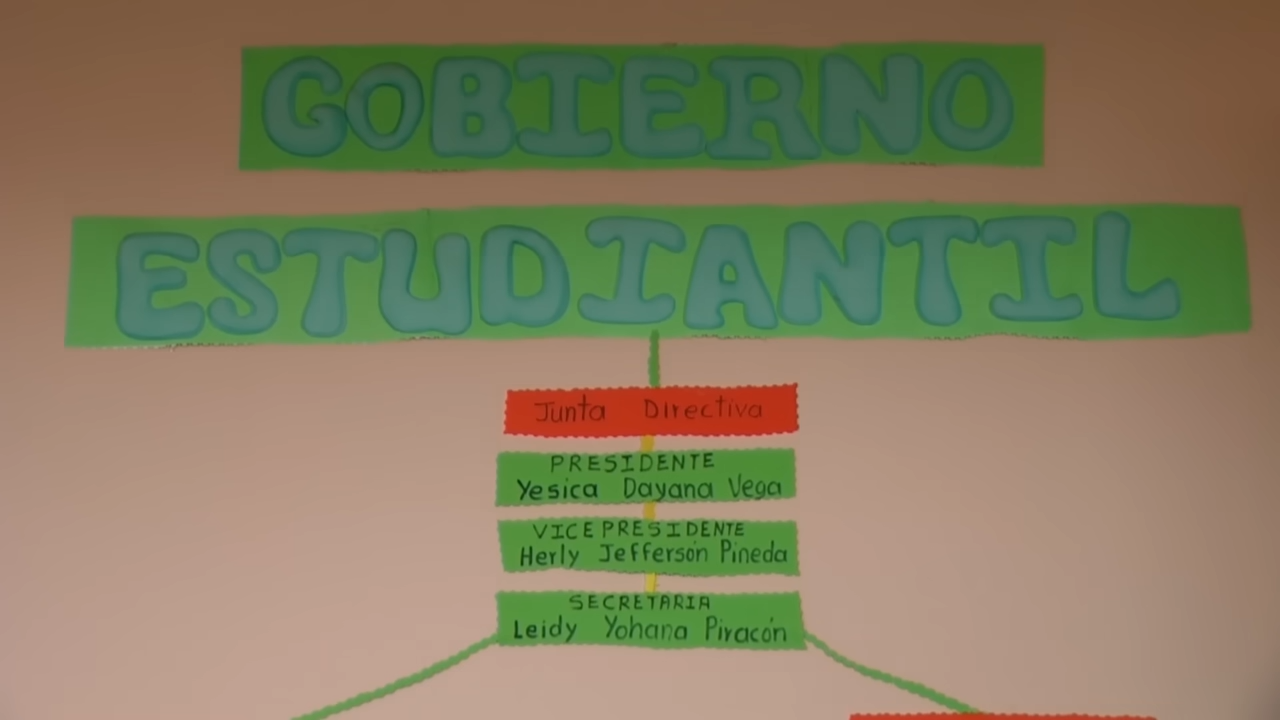 GOBIERNO
ESTUDIANTIL
Junta Directiva
PRESIDENTE
Yesica Dayana Vega
VICEPRESIDENTE
Herly Jefferson Pineda
SECRETARIA
Leidy Yohana Piracón